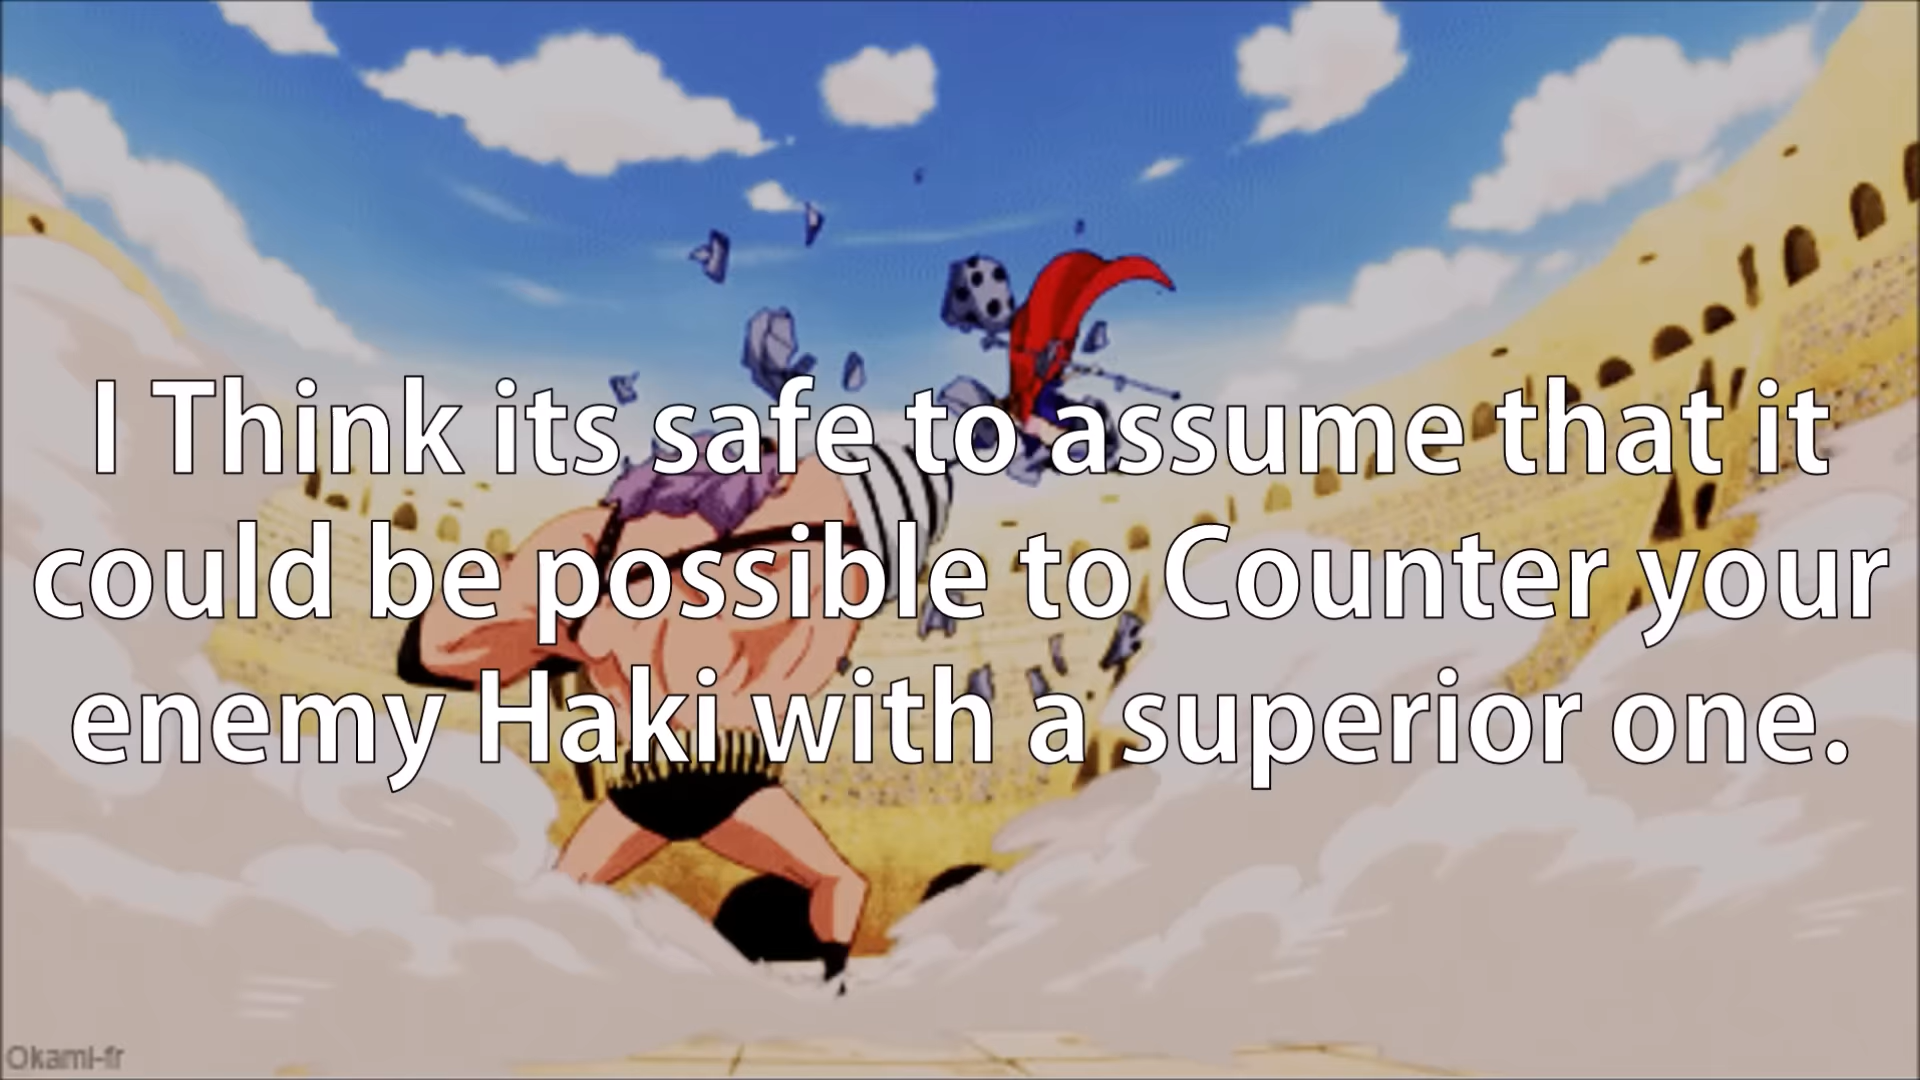 I Think its safe to assume that it
could be possible to Counter your
enemy Haki with a superior one.
Okami-fr